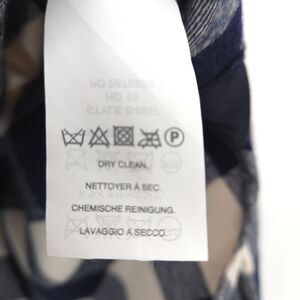 P
DRY CLEAN.
NETTOYER À SEC.
CHEMISCHE REINIGUNG.
LAVAGGIO A SECCO.